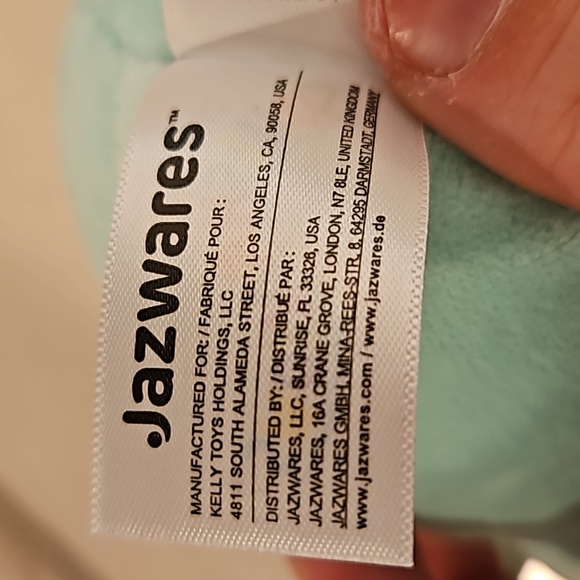 Jazwares™
MANUFACTURED FOR: / FABRIQUÉ POUR :
KELLY TOYS HOLDINGS, LLC
4811 SOUTH ALAMEDA STREET, LOS ANGELES, CA, 90058, USA
DISTRIBUTED BY: / DISTRIBUÉ PAR :
JAZWARES, LLC, SUNRISE, FL 33326, USA
JAZWARES, 16A CRANE GROVE, LONDON, N7 8LE, UNITED KINGDOM
JAZWARES GMBH, MINA-REES-STR. 8, 64295 DARMSTADT, GERMANY
www.jazwares.com / www.jazwares.de